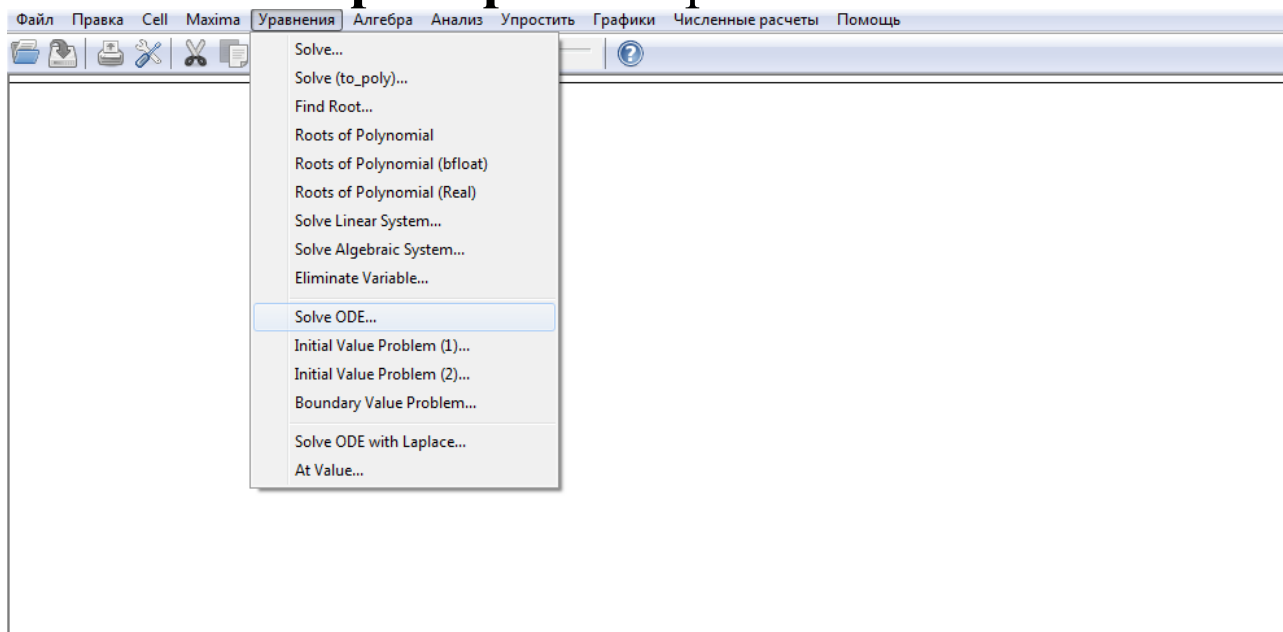 Файл Правка Cell Maxima Уравнения Алгебра Анализ Упростить Графики Численные расчеты Помощь
Solve...
Solve (to_poly)...
Find Root...
Roots of Polynomial
Roots of Polynomial (bfloat)
Roots of Polynomial (Real)
Solve Linear System...
Solve Algebraic System...
Eliminate Variable...
Solve ODE...
Initial Value Problem (1)...
Initial Value Problem (2)...
Boundary Value Problem...
Solve ODE with Laplace...
At Value...